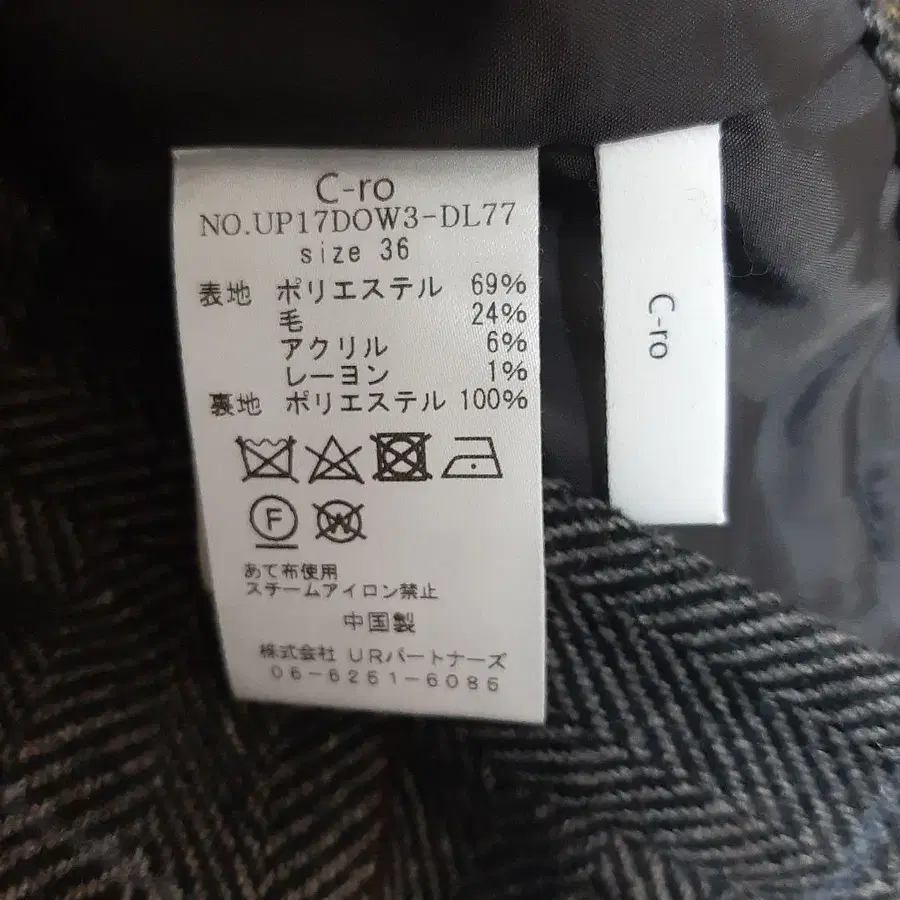 C-ro
NO.UP17DOW3-DL77
size 36
表地 ポリエステル 69%
毛 24%
アクリル 6%
レーヨン 1%
裏地 ポリエステル 100%
F
W
あて布使用
スチームアイロン禁止
中国製
株式会社 URパートナーズ
06-6261-6086
C-ro